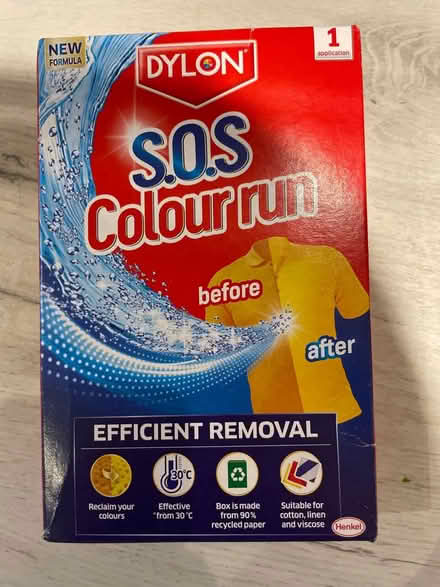 NEW
FORMULA
DYLON
1
application
S.O.S
Colour run
before
after
EFFICIENT REMOVAL
30°C
Reclaim your
colours
Effective
*from 30°C
Box is made
from 90%
recycled paper
Suitable for
cotton, linen
and viscose
Henkel